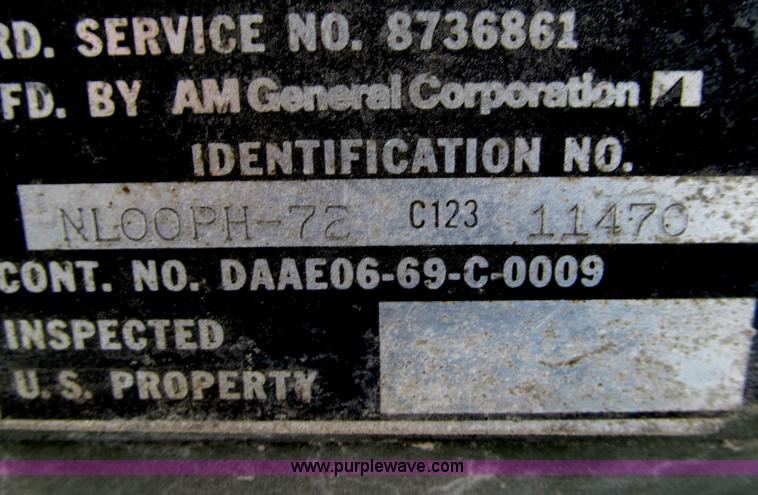 RD. SERVICE NO. 8736861
FD. BY AM General Corporation
IDENTIFICATION NO.
NL00PH-72 C123 11470
CONT. NO. DAAE06-69-C-0009
INSPECTED
U.S. PROPERTY
www.purplewave.com